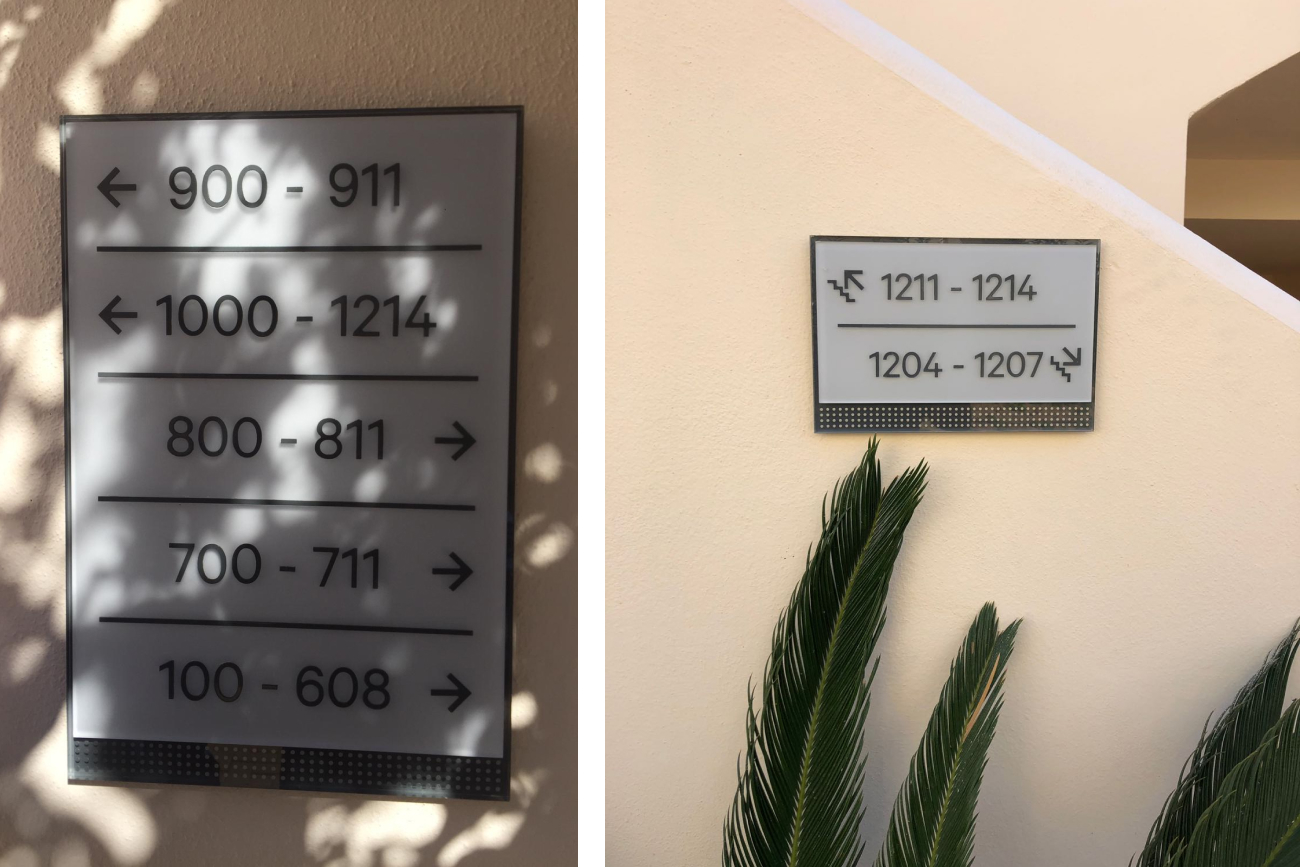 ← 900 - 911
← 1000 - 1214
800 - 811 →
700 - 711 →
100 - 608 →
1211 - 1214
1204 - 1207